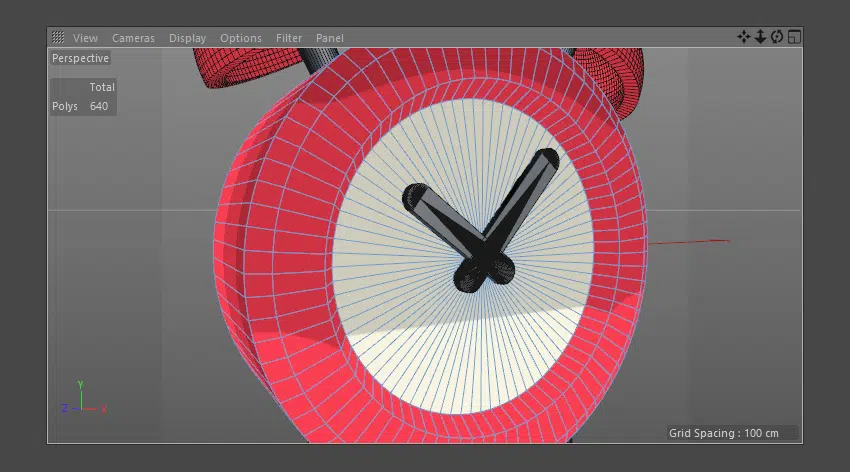 View Cameras Display Options Filter Panel
Perspective
Total
Polys 640
Y
Z X
Grid Spacing : 100 cm